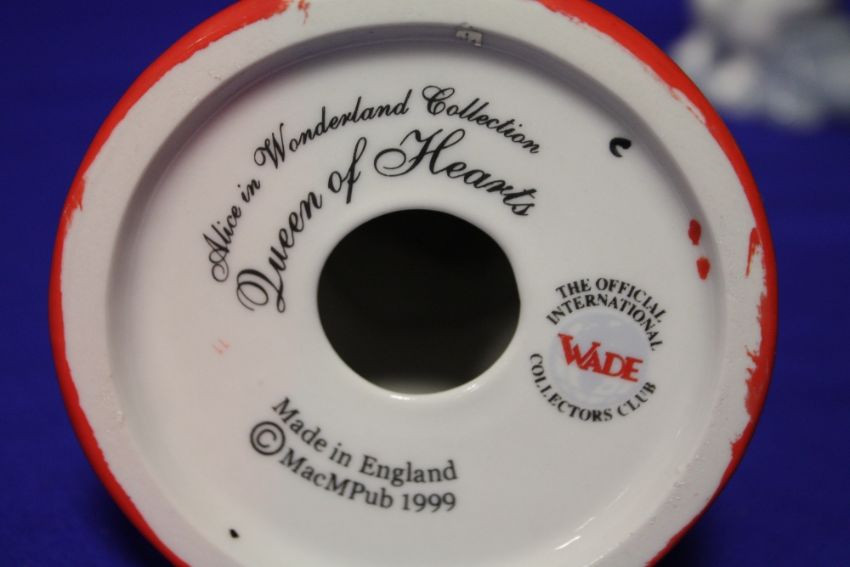 Alice in Wonderland Collection
Queen of Hearts
THE OFFICIAL
INTERNATIONAL
WADE
COLLECTORS CLUB
Made in England
© MacMPub 1999